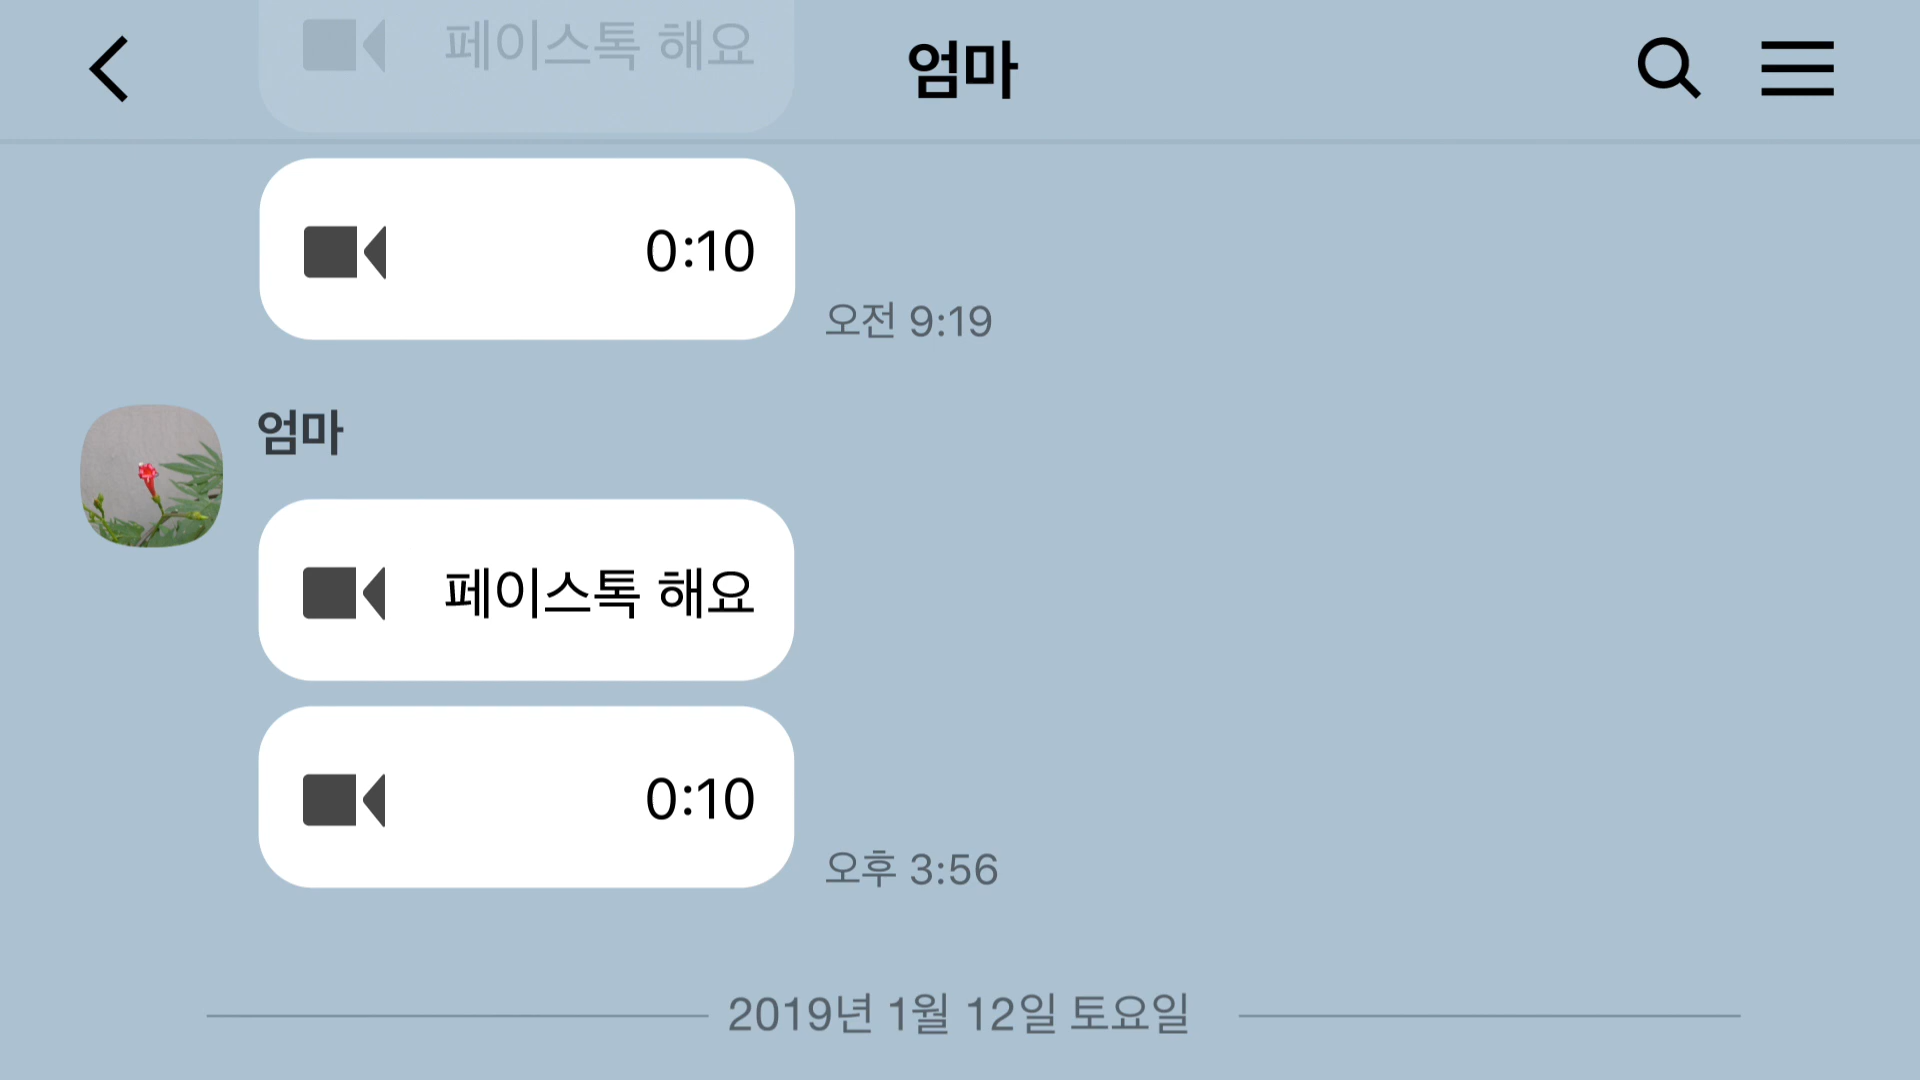 페이스톡 해요
엄마
0:10
오전 9:19
엄마
페이스톡 해요
0:10
오후 3:56
2019년 1월 12일 토요일